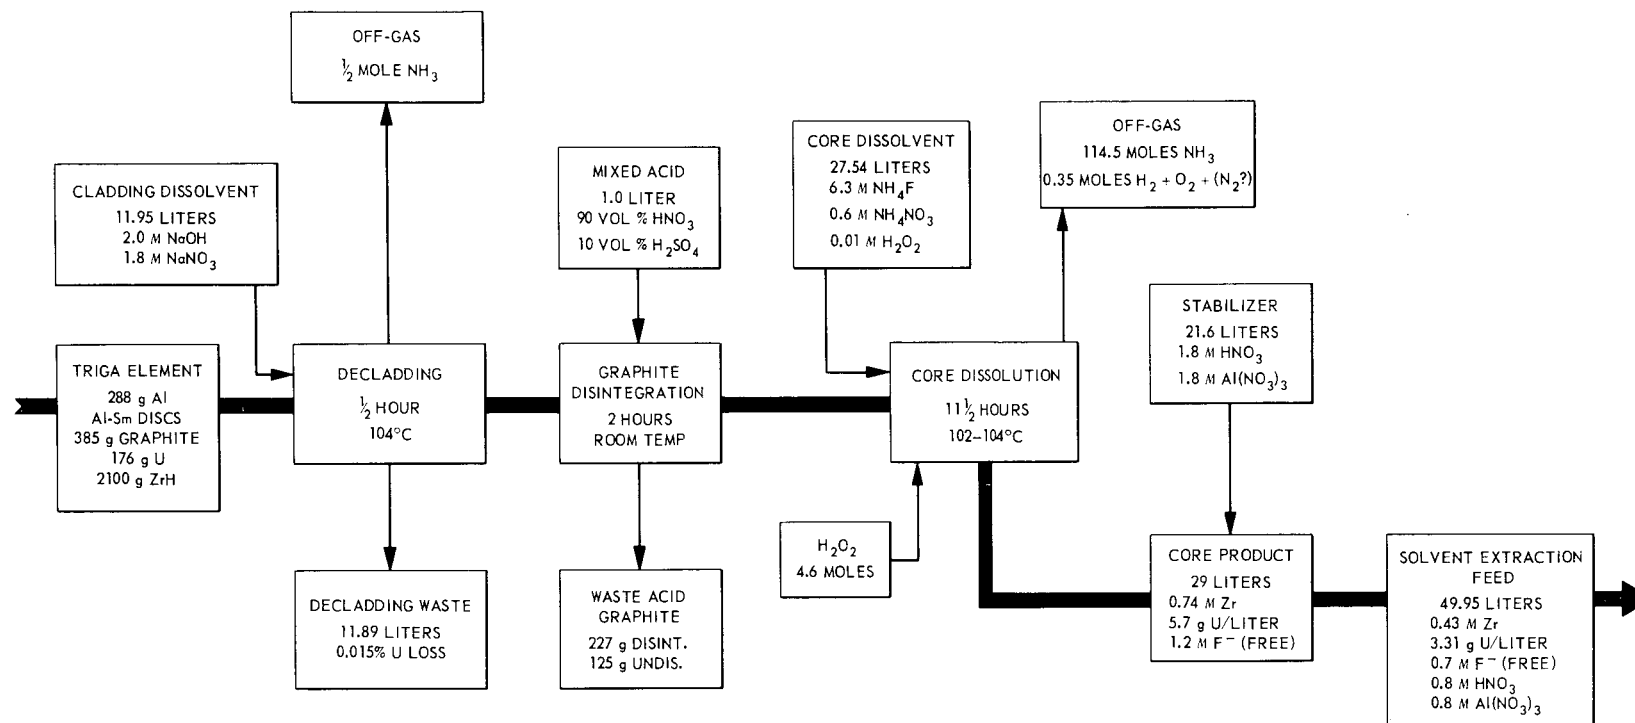 OFF-GAS
½ MOLE NH₃
CLADDING DISSOLVENT
11.95 LITERS
2.0 M NaOH
1.8 M NaNO₃
MIXED ACID
1.0 LITER
90 VOL % HNO₃
10 VOL % H₂SO₄
CORE DISSOLVENT
27.54 LITERS
6.3 M NH₄F
0.6 M NH₄NO₃
0.01 M H₂O₂
OFF-GAS
114.5 MOLES NH₃
0.35 MOLES H₂ + O₂ + (N₂?)
STABILIZER
21.6 LITERS
1.8 M HNO₃
1.8 M Al(NO₃)₃
TRIGA ELEMENT
288 g Al
Al-Sm DISCS
385 g GRAPHITE
176 g U
2100 g ZrH
DECLADDING
½ HOUR
104°C
GRAPHITE
DISINTEGRATION
2 HOURS
ROOM TEMP
CORE DISSOLUTION
11½ HOURS
102–104°C
DECLADDING WASTE
11.89 LITERS
0.015% U LOSS
WASTE ACID
GRAPHITE
227 g DISINT.
125 g UNDIS.
H₂O₂
4.6 MOLES
CORE PRODUCT
29 LITERS
0.74 M Zr
5.7 g U/LITER
1.2 M F⁻ (FREE)
SOLVENT EXTRACTION
FEED
49.95 LITERS
0.43 M Zr
3.31 g U/LITER
0.7 M F⁻ (FREE)
0.8 M HNO₃
0.8 M Al(NO₃)₃